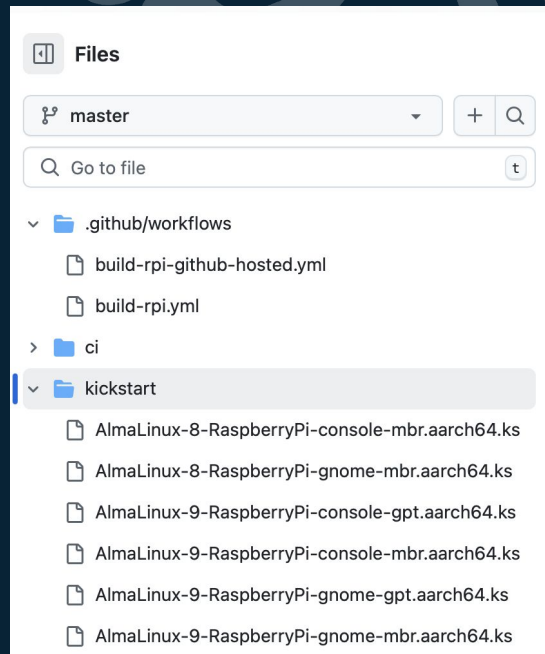 Files
master
Go to file
t
.github/workflows
build-rpi-github-hosted.yml
build-rpi.yml
ci
kickstart
AlmaLinux-8-RaspberryPi-console-mbr.aarch64.ks
AlmaLinux-8-RaspberryPi-gnome-mbr.aarch64.ks
AlmaLinux-9-RaspberryPi-console-gpt.aarch64.ks
AlmaLinux-9-RaspberryPi-console-mbr.aarch64.ks
AlmaLinux-9-RaspberryPi-gnome-gpt.aarch64.ks
AlmaLinux-9-RaspberryPi-gnome-mbr.aarch64.ks